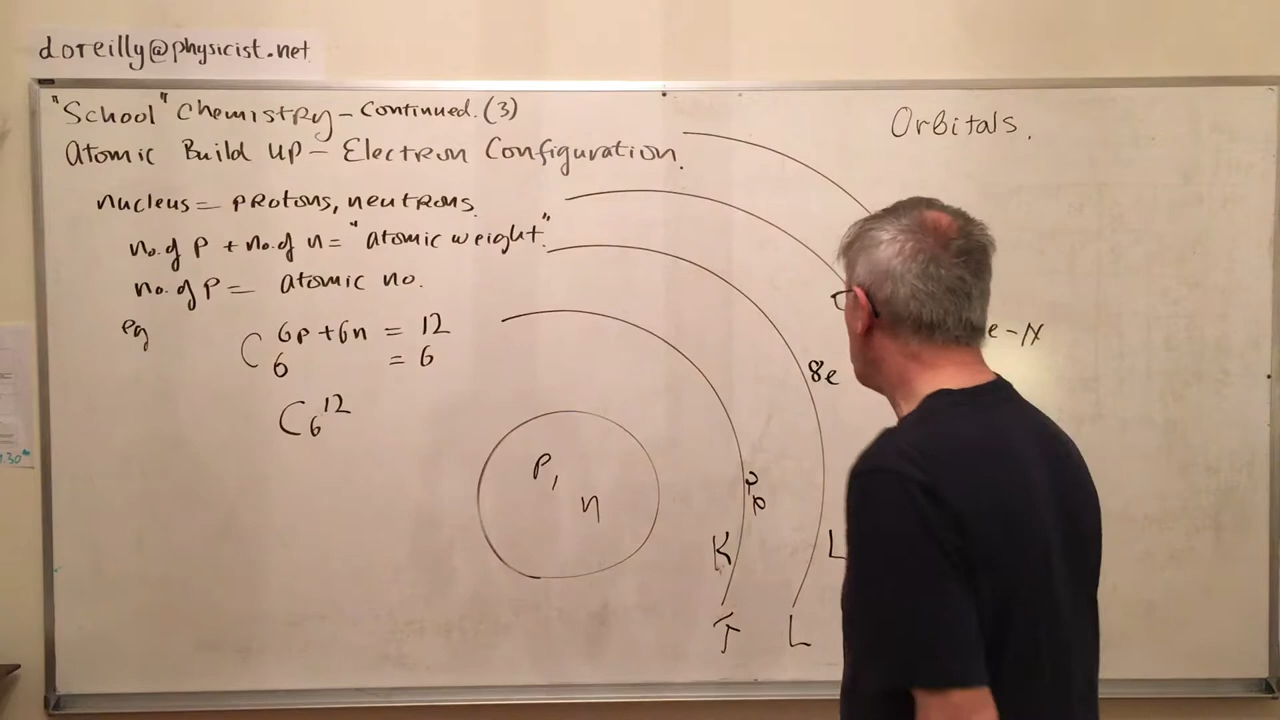 doreilly@physicist.net
"School" Chemistry - Continued. (3)
Atomic Build Up - Electron Configuration.
Orbitals.
nucleus = protons, neutrons.
no. of p + no. of n = "atomic weight."
no. of p = atomic no.
eg
C 6p + 6n = 12
6 = 6
C 6 12
8e
p, n
K
L
L